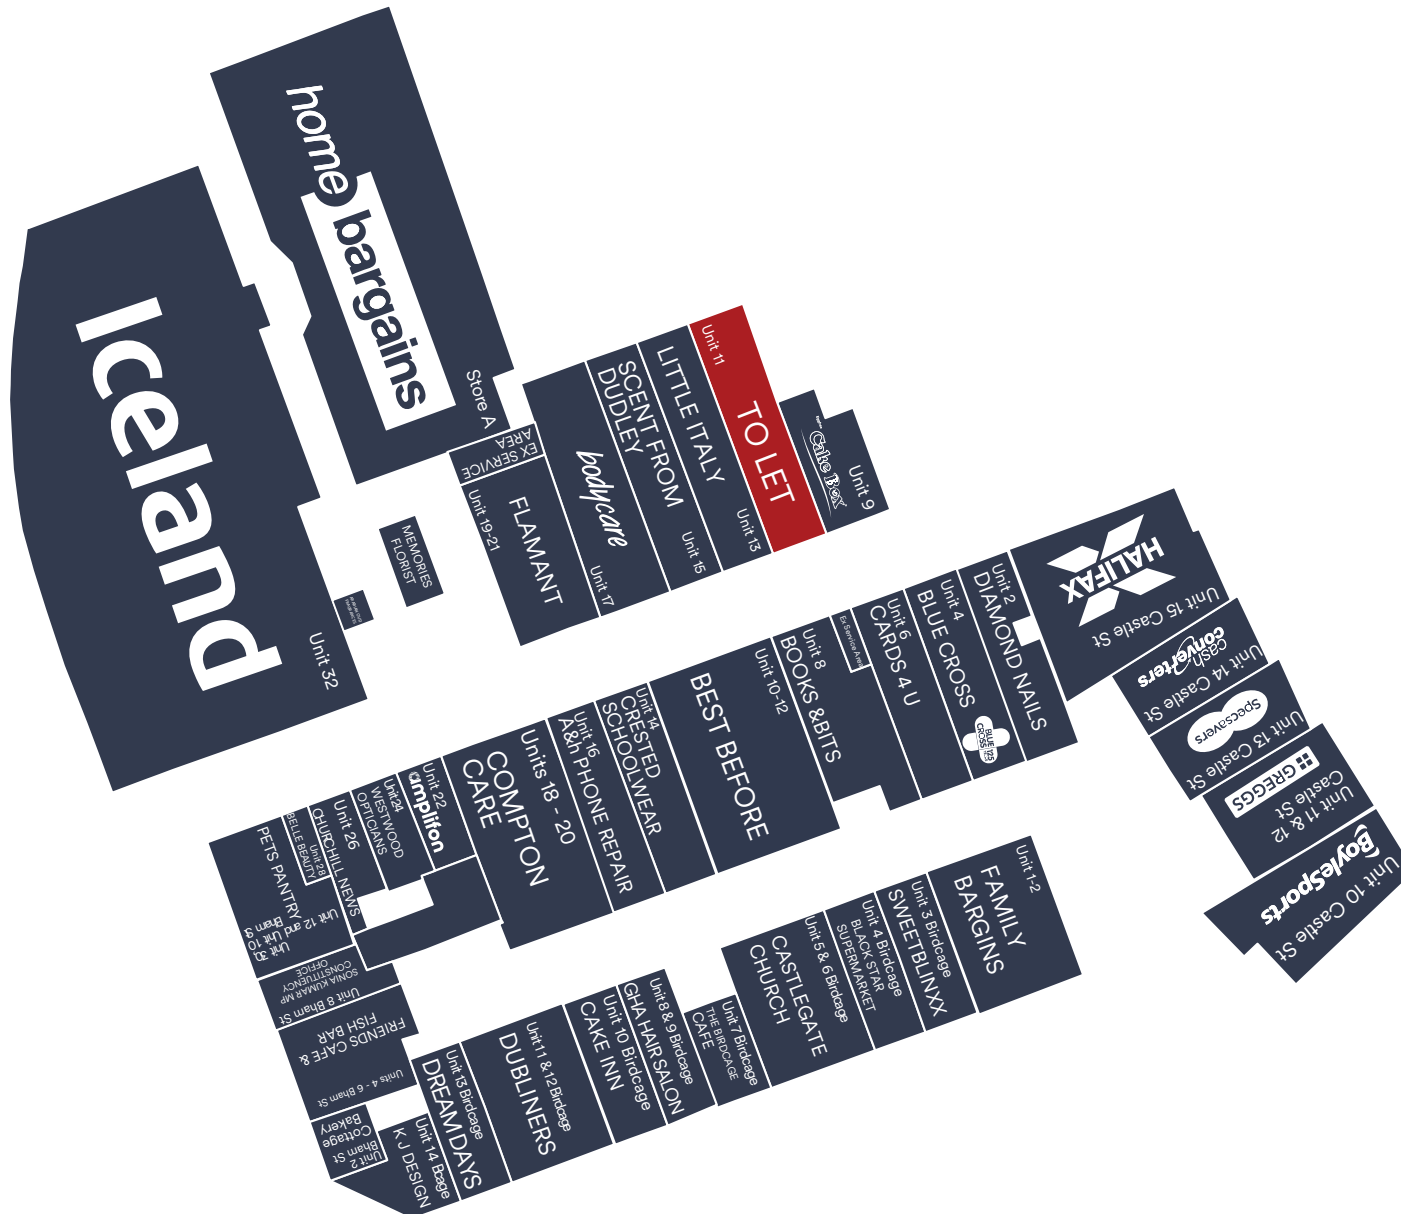 home
bargains
Store A
Iceland
Unit 32
MEMORIES
FLORIST
EX SERVICE
AREA
Unit 19-21
FLAMANT
bodycare
Unit 17
SCENT FROM
DUDLEY
Unit 15
LITTLE ITALY
Unit 13
Unit 11
TO LET
Cake Box
Unit 9
HALIFAX
Unit 15 Castle St
cash
converters
Unit 14 Castle St
Specsavers
Unit 13 Castle St
GREGGS
Unit 11 & 12
Castle St
BoyleSports
Unit 10 Castle St
Unit 2
DIAMOND NAILS
Unit 4
BLUE CROSS
BLUE 125
CROSS
Unit 6
CARDS 4 U
Ex Service Area
Unit 8
BOOKS &BITS
Unit 10-12
BEST BEFORE
Unit 14
CRESTED
SCHOOLWEAR
Unit 16
A&h PHONE REPAIR
Units 18 - 20
COMPTON
CARE
Unit 22
amplifon
Unit 24
WESTWOOD
OPTICIANS
Unit 26
CHURCHILL NEWS
Unit 28
BELLE BEAUTY
PETS PANTRY
Unit 12 and Unit 10
Bham St
Unit 30,
SONIA KUMAR MP
CONSTITUENCY
OFFICE
Unit 8 Bham St
FRIENDS CAFE &
FISH BAR
Units 4 - 6 Bham St
Cottage
Bakery
Unit 2
Bham St
Unit 14 Bcage
K J DESIGN
Unit 13 Birdcage
DREAM DAYS
Unit 11 & 12 Birdcage
DUBLINERS
Unit 10 Birdcage
CAKE INN
Unit 8 & 9 Birdcage
GHA HAIR SALON
Unit 7 Birdcage
THE BIRDCAGE
CAFE
Unit 5 & 6 Birdcage
CASTLEGATE
CHURCH
Unit 4 Birdcage
BLACK STAR
SUPERMARKET
Unit 3 Birdcage
SWEETBLINXX
Unit 1-2
FAMILY
BARGINS